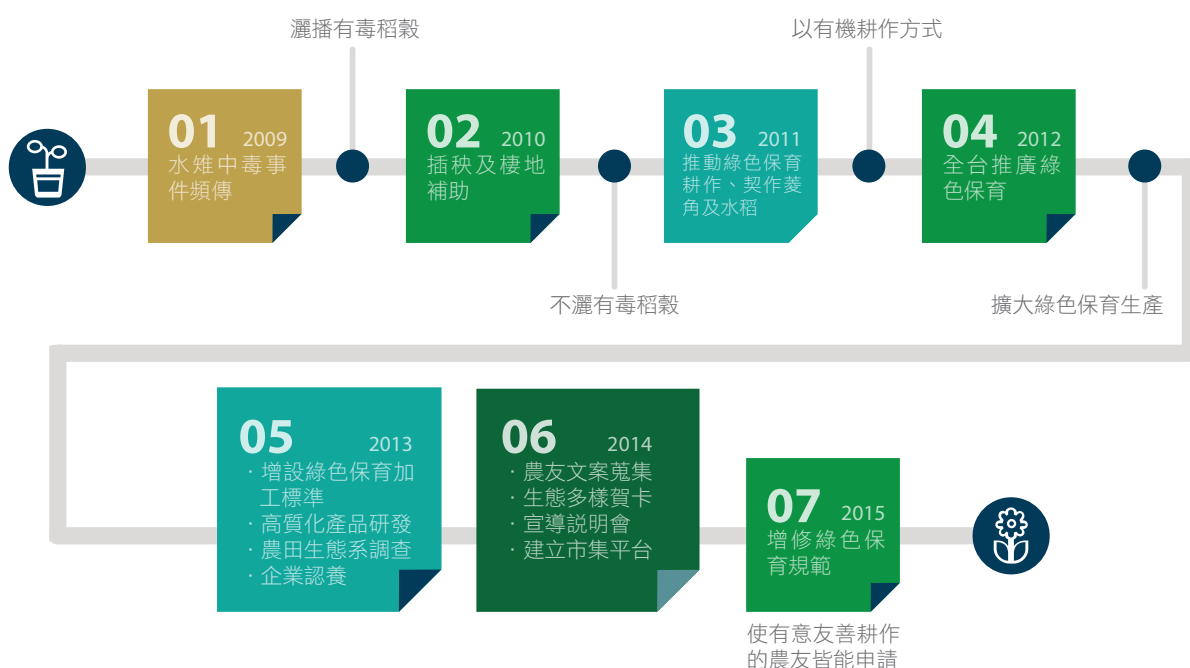 灑播有毒稻穀
以有機耕作方式
01 2009
水雉中毒事
件頻傳
02 2010
插秧及棲地
補助
03 2011
推動綠色保育
耕作、契作菱
角及水稻
04 2012
全台推廣綠
色保育
不灑有毒稻穀
擴大綠色保育生產
05 2013
·增設綠色保育加
工標準
·高質化產品研發
·農田生態系調查
·企業認養
06 2014
·農友文案蒐集
·生態多樣賀卡
·宣導說明會
·建立市集平台
07 2015
增修綠色保
育規範
使有意友善耕作
的農友皆能申請